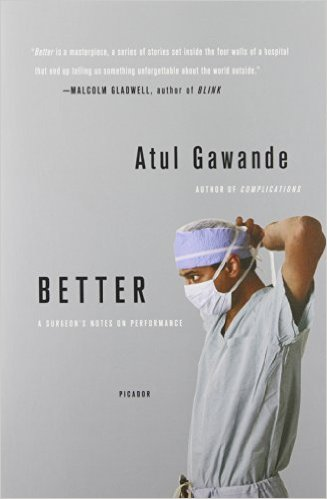 "Better is a masterpiece, a series of stories set inside the four walls of a hospital
that end up telling us something unforgettable about the world outside."
—MALCOLM GLADWELL, author of BLINK
Atul Gawande
AUTHOR OF COMPLICATIONS
BETTER
A SURGEON'S NOTES ON PERFORMANCE
PICADOR